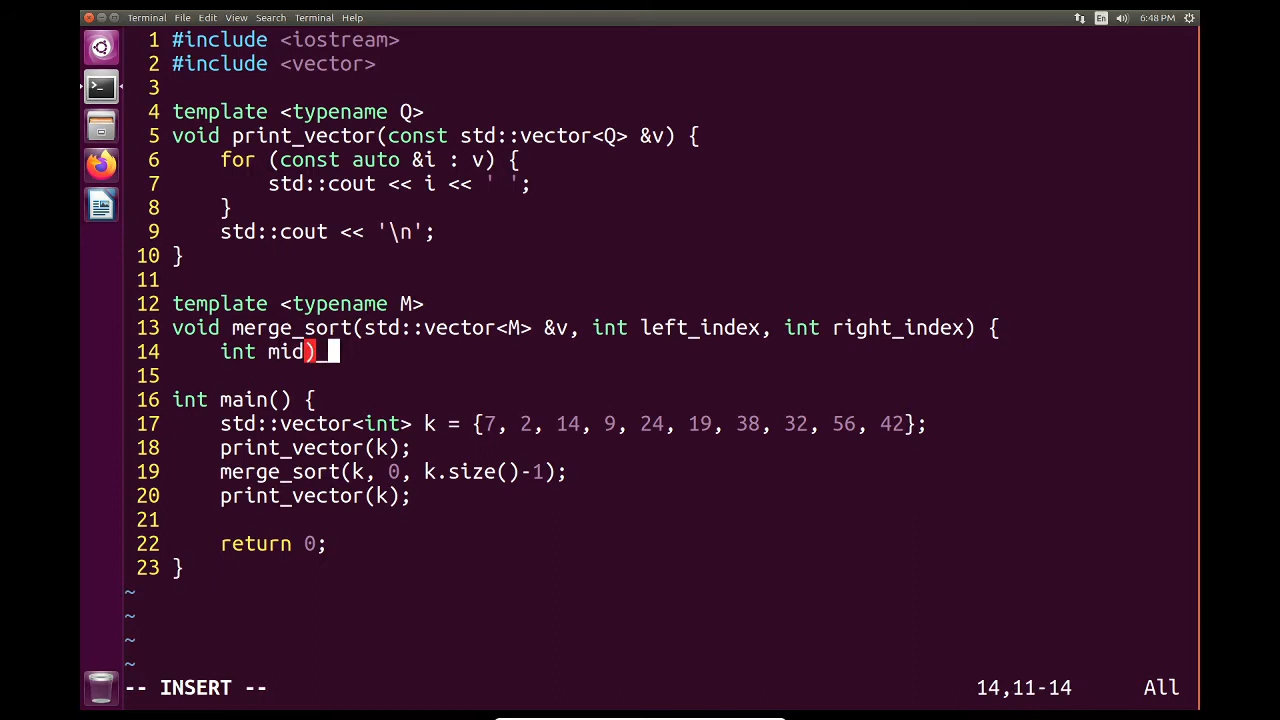 Terminal File Edit View Search Terminal Help En 6:48 PM
1 #include <iostream>
2 #include <vector>
3
4 template <typename Q>
5 void print_vector(const std::vector<Q> &v) {
6     for (const auto &i : v) {
7         std::cout << i << ' ';
8     }
9     std::cout << '\n';
10 }
11
12 template <typename M>
13 void merge_sort(std::vector<M> &v, int left_index, int right_index) {
14     int mid)_
15
16 int main() {
17     std::vector<int> k = {7, 2, 14, 9, 24, 19, 38, 32, 56, 42};
18     print_vector(k);
19     merge_sort(k, 0, k.size()-1);
20     print_vector(k);
21
22     return 0;
23 }
~
~
~
~
-- INSERT -- 14,11-14 All